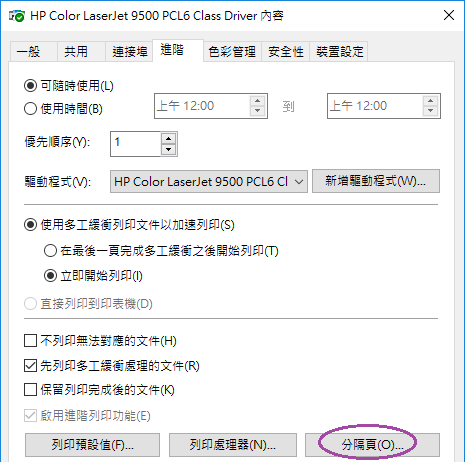 HP Color LaserJet 9500 PCL6 Class Driver 內容
一般 共用 連接埠 進階 色彩管理 安全性 裝置設定
可隨時使用(L)
使用時間(B) 上午 12:00 到 上午 12:00
優先順序(Y): 1
驅動程式(V): HP Color LaserJet 9500 PCL6 Cl 新增驅動程式(W)...
使用多工緩衝列印文件以加速列印(S)
在最後一頁完成多工緩衝之後開始列印(T)
立即開始列印(I)
直接列印到印表機(D)
不列印無法對應的文件(H)
先列印多工緩衝處理的文件(R)
保留列印完成後的文件(K)
啟用進階列印功能(E)
列印預設值(F)... 列印處理器(N)... 分隔頁(O)...